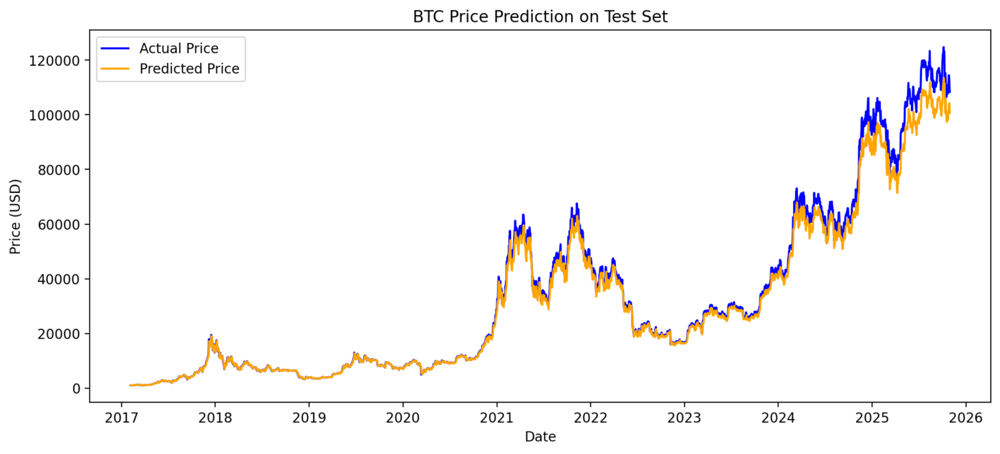 BTC Price Prediction on Test Set
Actual Price
Predicted Price
120000
100000
80000
60000
40000
20000
0
Price (USD)
2017 2018 2019 2020 2021 2022 2023 2024 2025 2026
Date